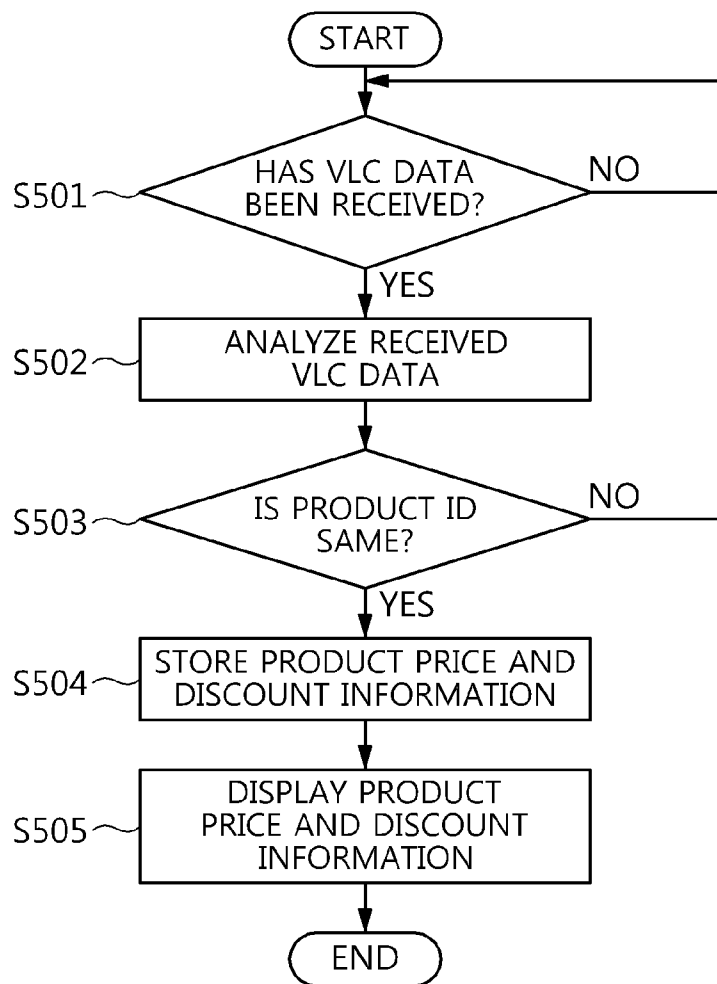 START
HAS VLC DATA
BEEN RECEIVED?
NO
S501
YES
ANALYZE RECEIVED
VLC DATA
S502
IS PRODUCT ID
SAME?
NO
S503
YES
STORE PRODUCT PRICE AND
DISCOUNT INFORMATION
S504
DISPLAY PRODUCT
PRICE AND DISCOUNT
INFORMATION
S505
END